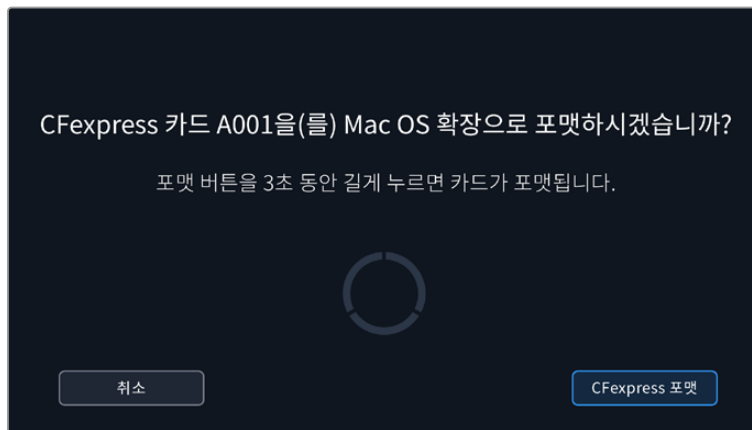 CFexpress 카드 A001을(를) Mac OS 확장으로 포맷하시겠습니까?
포맷 버튼을 3초 동안 길게 누르면 카드가 포맷됩니다.
취소
CFexpress 포맷